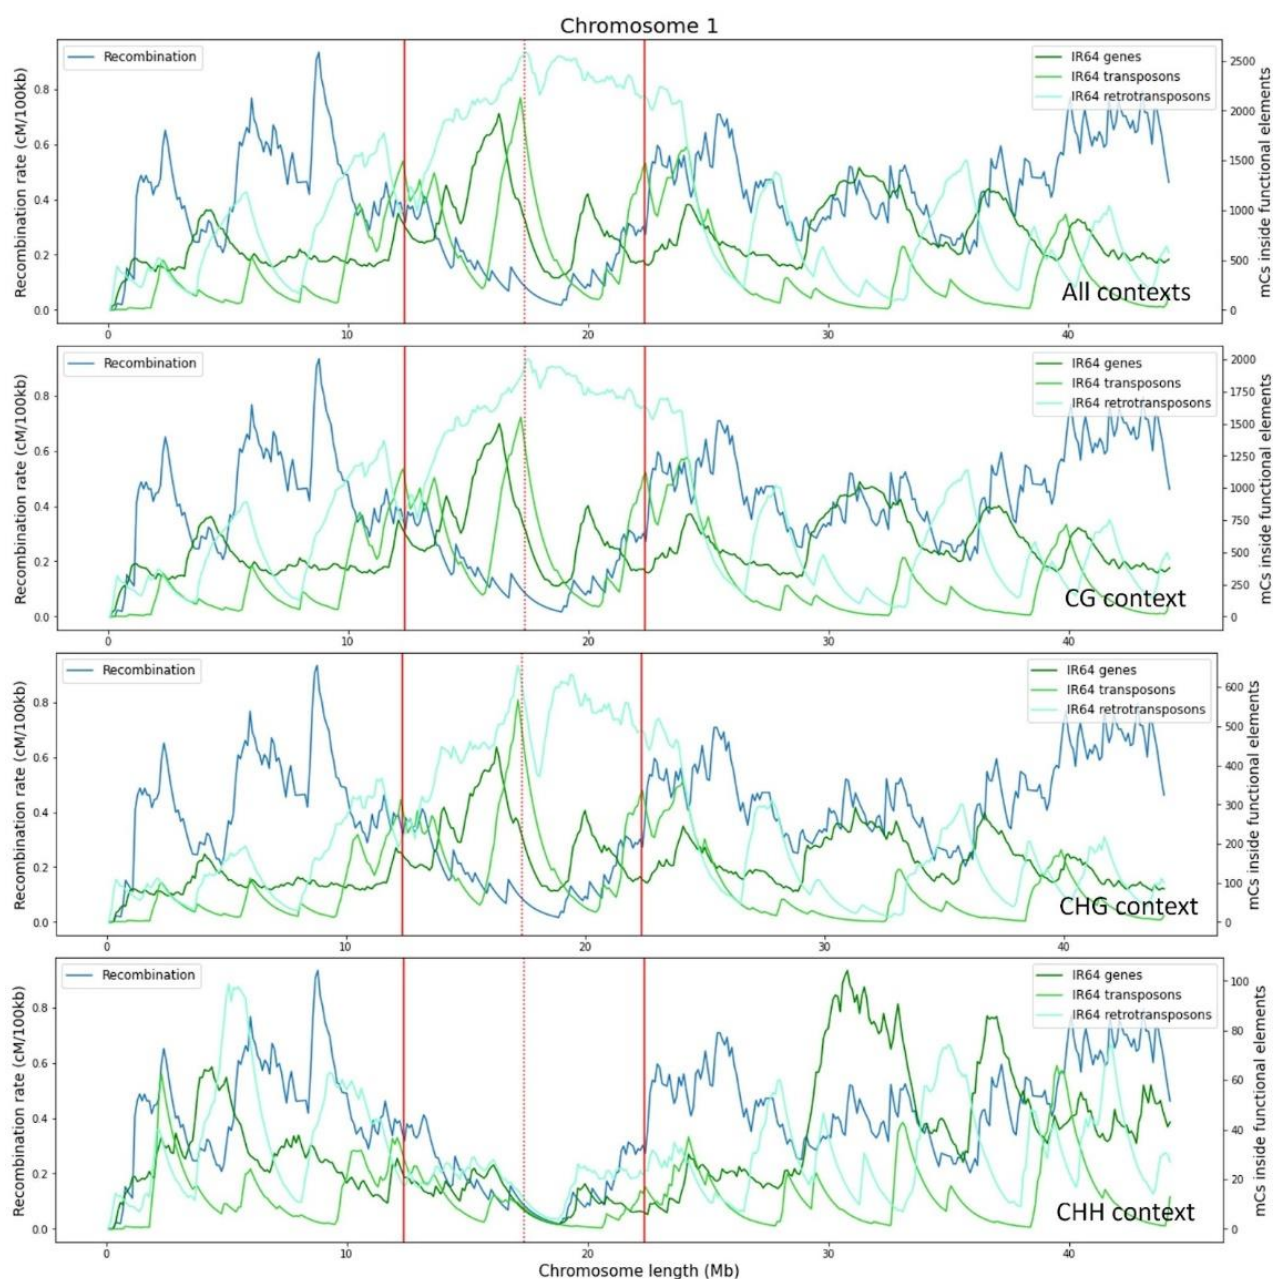 Chromosome 1
Recombination
IR64 genes
IR64 transposons
IR64 retrotransposons
Recombination rate (cM/100kb)
0.8
0.6
0.4
0.2
0.0
2500
2000
1500
1000
500
0
mCs inside functional elements
All contexts
0 10 20 30 40
Recombination
IR64 genes
IR64 transposons
IR64 retrotransposons
Recombination rate (cM/100kb)
0.8
0.6
0.4
0.2
0.0
2000
1750
1500
1250
1000
750
500
250
0
mCs inside functional elements
CG context
0 10 20 30 40
Recombination
IR64 genes
IR64 transposons
IR64 retrotransposons
Recombination rate (cM/100kb)
0.8
0.6
0.4
0.2
0.0
600
500
400
300
200
100
0
mCs inside functional elements
CHG context
0 10 20 30 40
Recombination
IR64 genes
IR64 transposons
IR64 retrotransposons
Recombination rate (cM/100kb)
0.8
0.6
0.4
0.2
0.0
100
80
60
40
20
0
mCs inside functional elements
CHH context
0 10 20 30 40
Chromosome length (Mb)